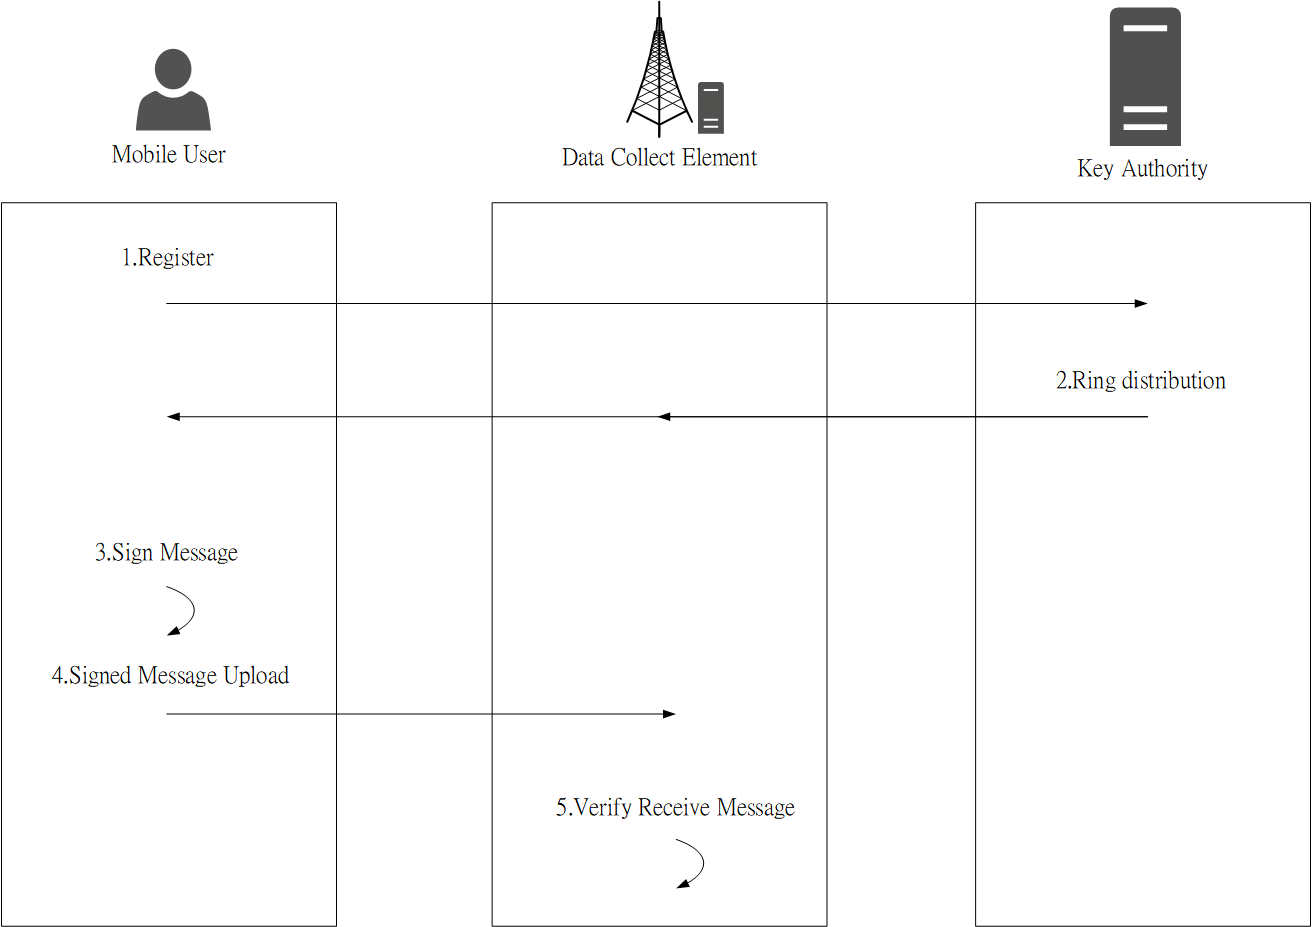 Mobile User
Data Collect Element
Key Authority
1.Register
2.Ring distribution
3.Sign Message
4.Signed Message Upload
5.Verify Receive Message